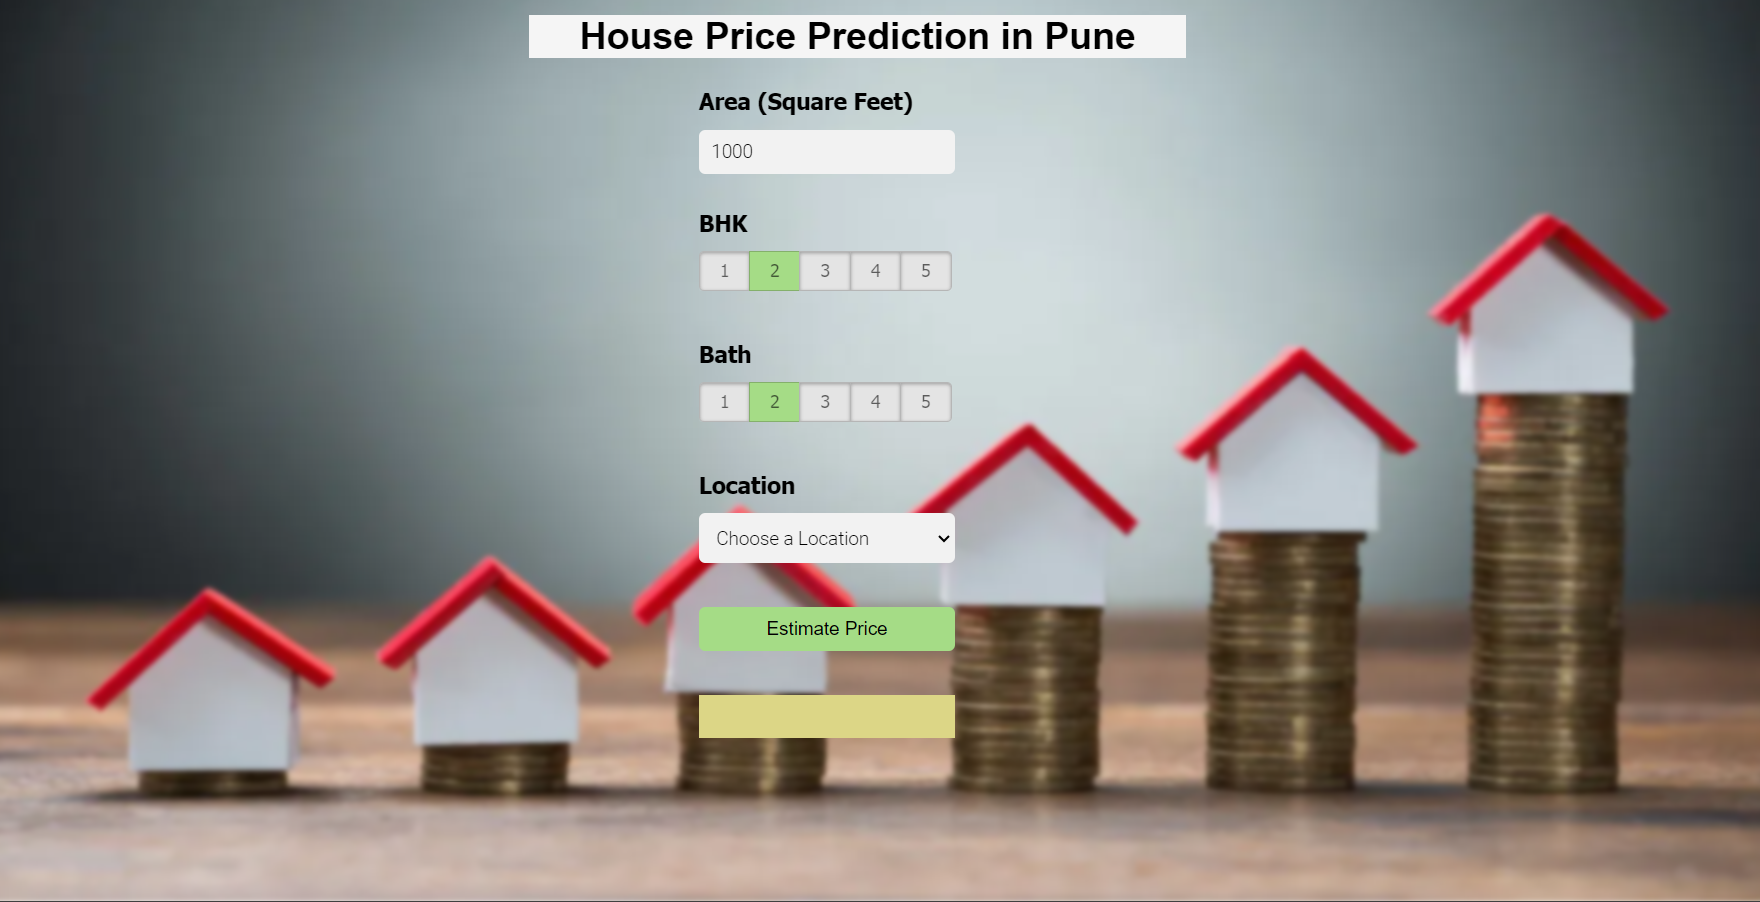 House Price Prediction in Pune
Area (Square Feet)
1000
BHK
1 2 3 4 5
Bath
1 2 3 4 5
Location
Choose a Location
Estimate Price